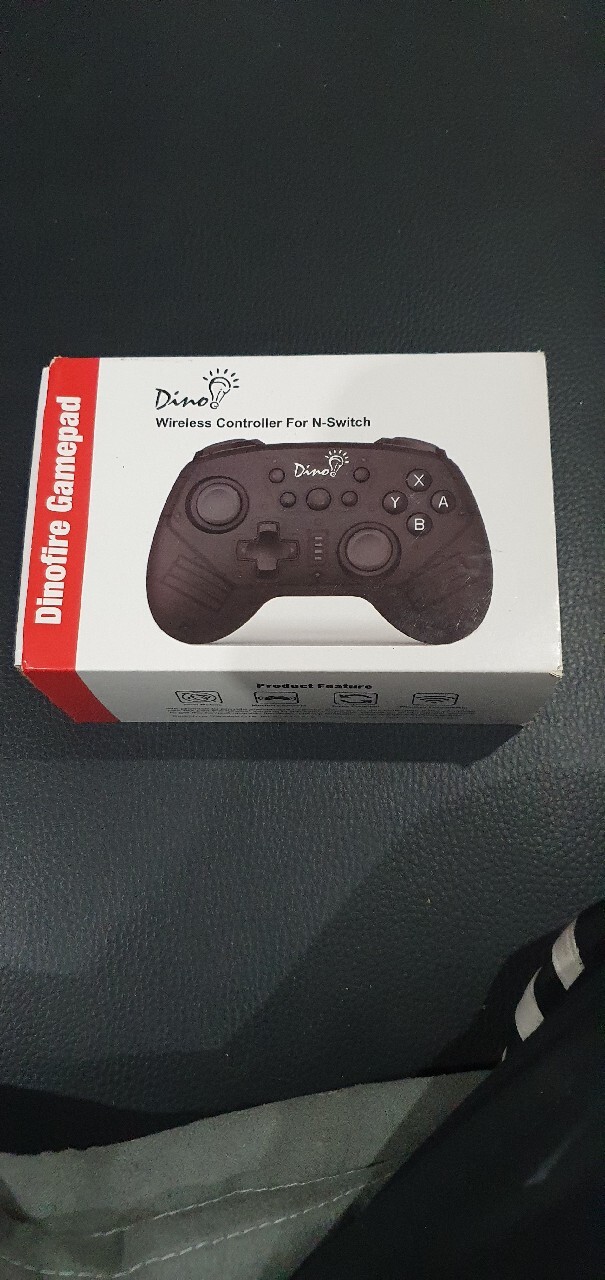 Dinofire Gamepad
Dino
Wireless Controller For N-Switch
Dino
X
Y
A
B
Product Feature